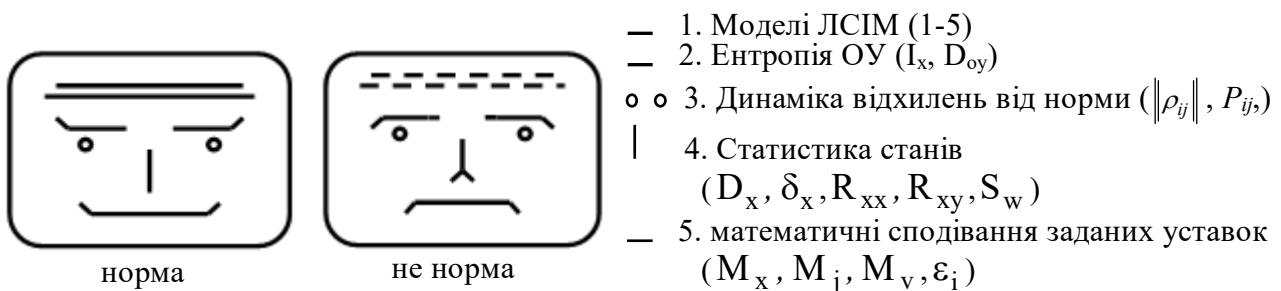 1. Моделі ЛСІМ (1-5)
2. Ентропія ОУ (Iₓ, Dₒᵧ)
3. Динаміка відхилень від норми (‖ρᵢⱼ‖, Pᵢⱼ,)
4. Статистика станів
(Dₓ, δₓ, Rₓₓ, Rₓᵧ, S_w)
5. математичні сподівання заданих уставок
(Mₓ, Mⱼ, Mᵥ, εᵢ)
норма
не норма